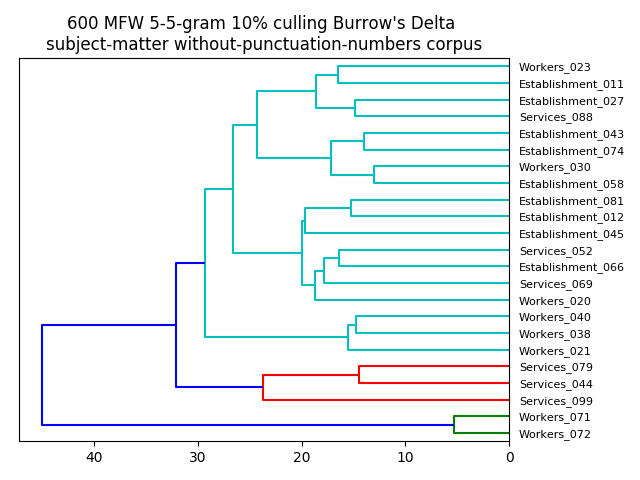 600 MFW 5-5-gram 10% culling Burrow's Delta
subject-matter without-punctuation-numbers corpus
Workers_023
Establishment_011
Establishment_027
Services_088
Establishment_043
Establishment_074
Workers_030
Establishment_058
Establishment_081
Establishment_012
Establishment_045
Services_052
Establishment_066
Services_069
Workers_020
Workers_040
Workers_038
Workers_021
Services_079
Services_044
Services_099
Workers_071
Workers_072
40 30 20 10 0